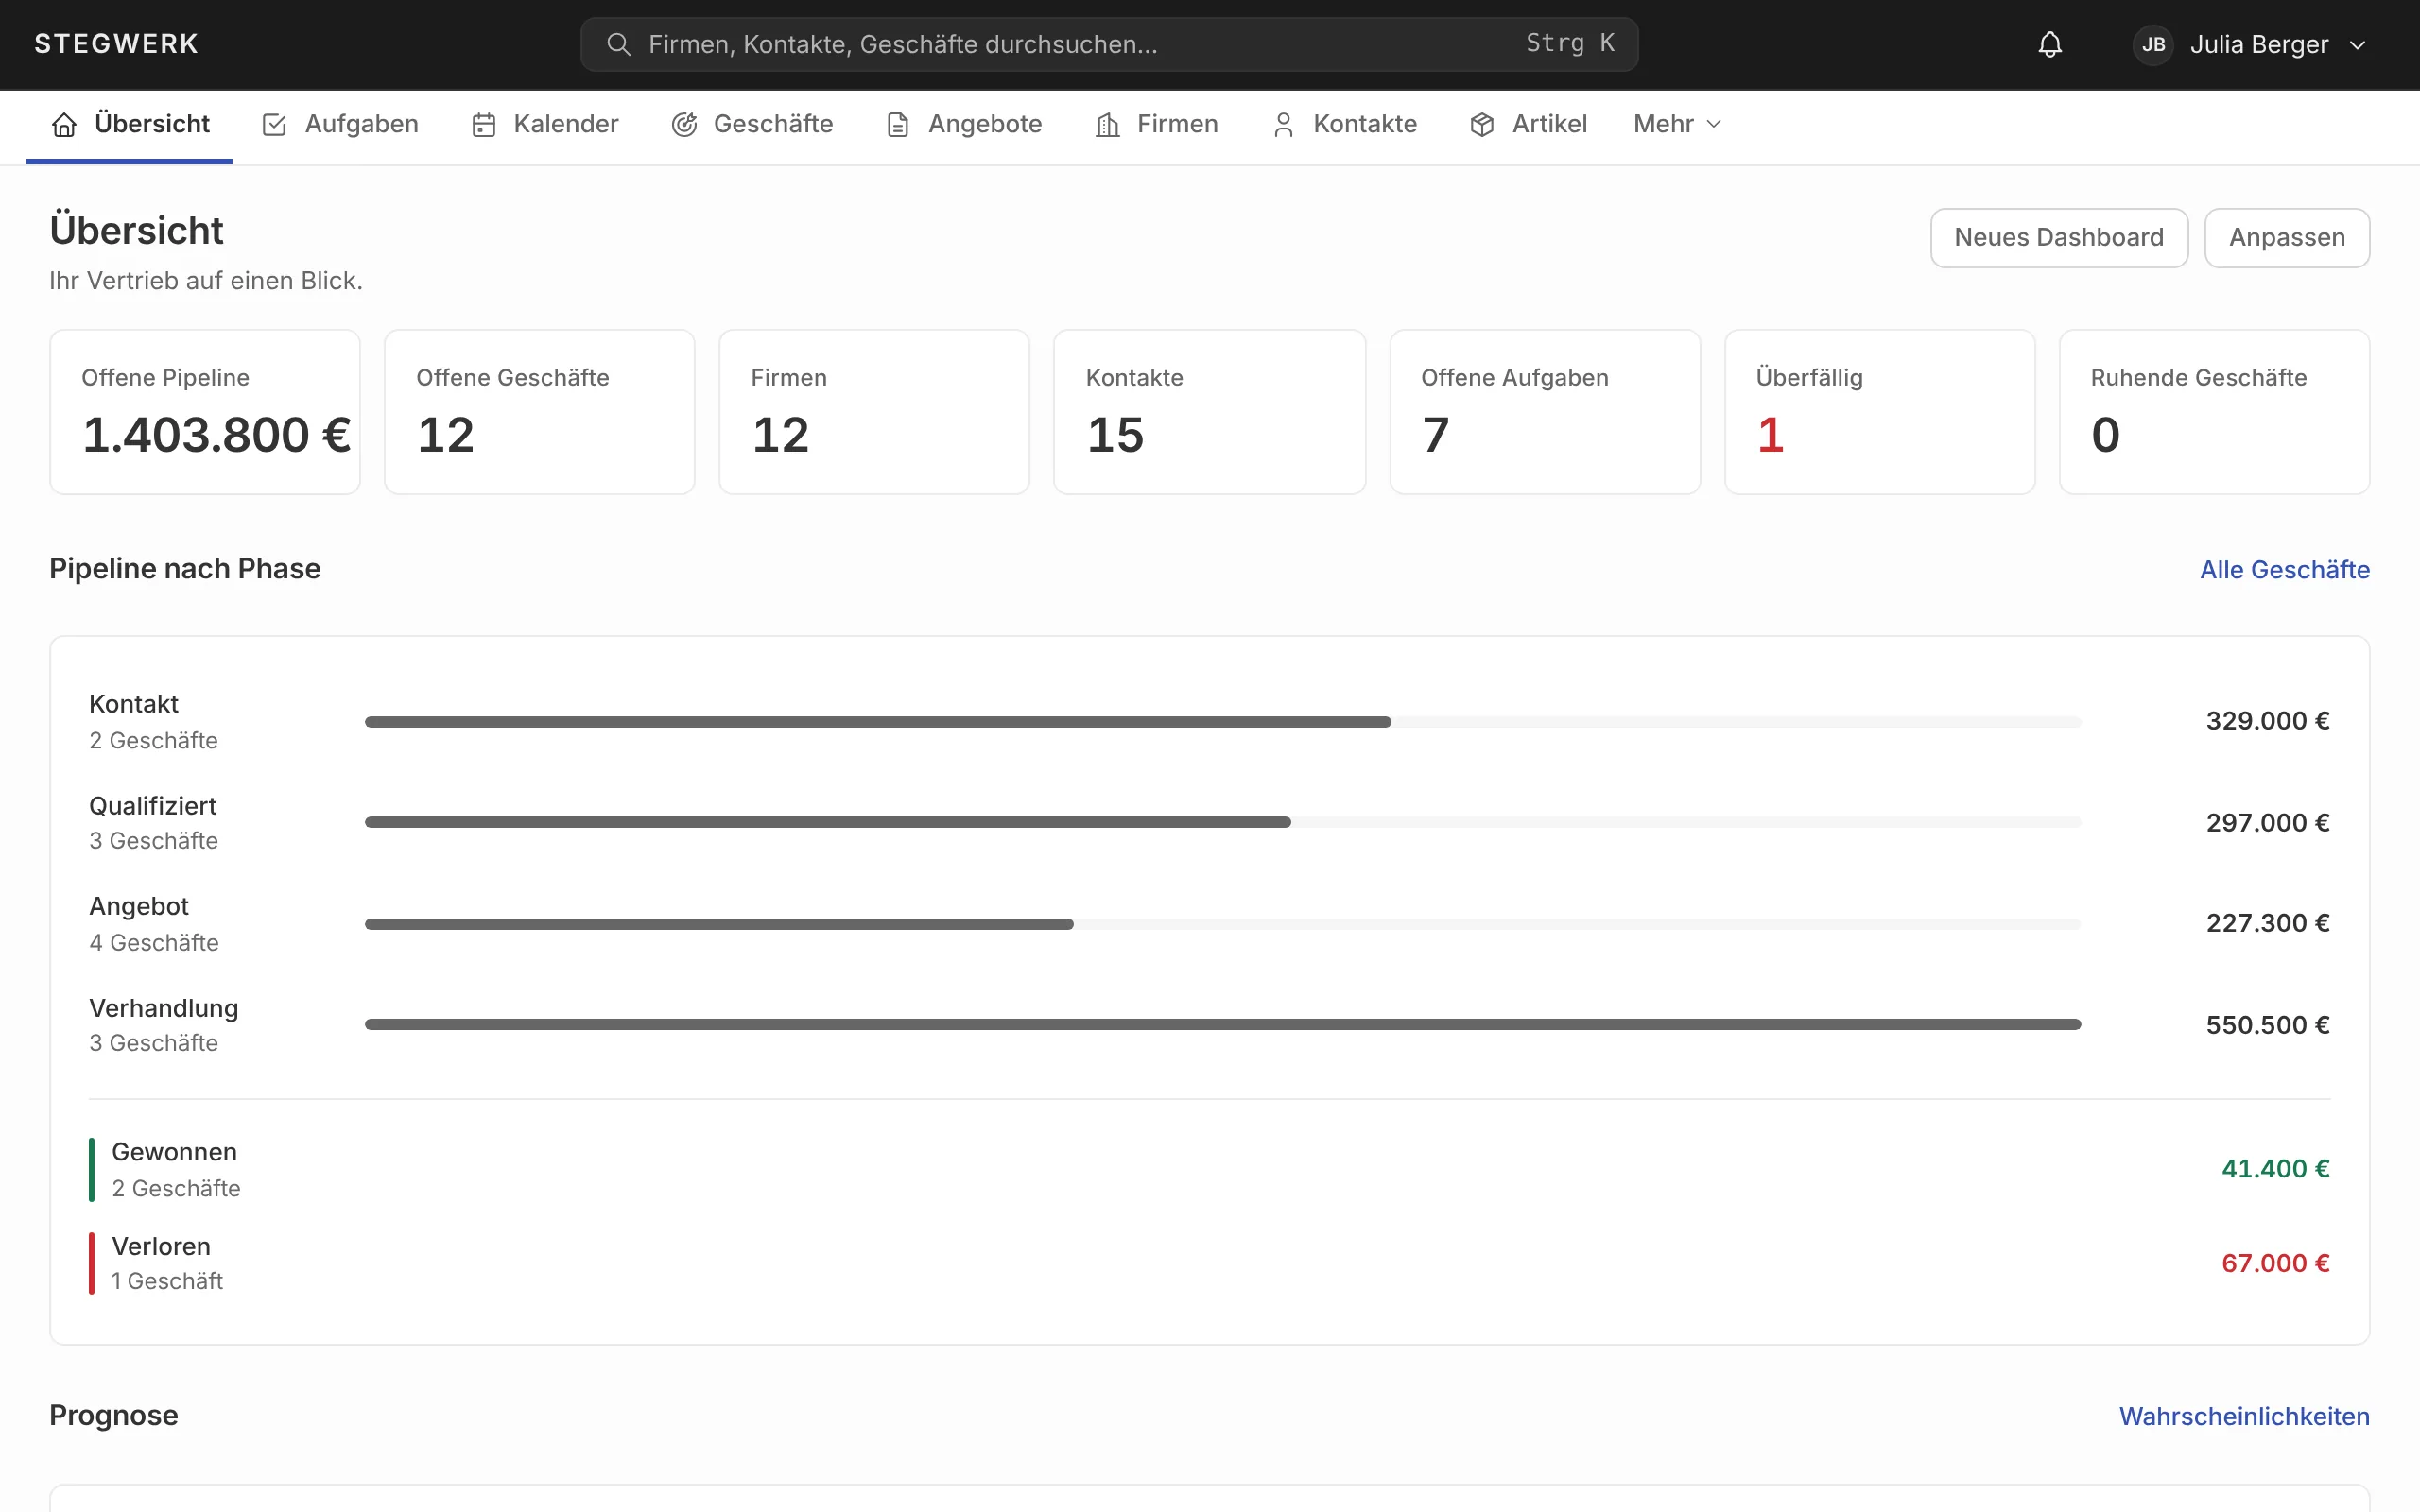 STEGWERK
Firmen, Kontakte, Geschäfte durchsuchen...
Strg K
JB
Julia Berger
Übersicht
Aufgaben
Kalender
Geschäfte
Angebote
Firmen
Kontakte
Artikel
Mehr
Übersicht
Ihr Vertrieb auf einen Blick.
Neues Dashboard
Anpassen
Offene Pipeline
1.403.800 €
Offene Geschäfte
12
Firmen
12
Kontakte
15
Offene Aufgaben
7
Überfällig
1
Ruhende Geschäfte
0
Pipeline nach Phase
Alle Geschäfte
Kontakt
2 Geschäfte
329.000 €
Qualifiziert
3 Geschäfte
297.000 €
Angebot
4 Geschäfte
227.300 €
Verhandlung
3 Geschäfte
550.500 €
Gewonnen
2 Geschäfte
41.400 €
Verloren
1 Geschäft
67.000 €
Prognose
Wahrscheinlichkeiten